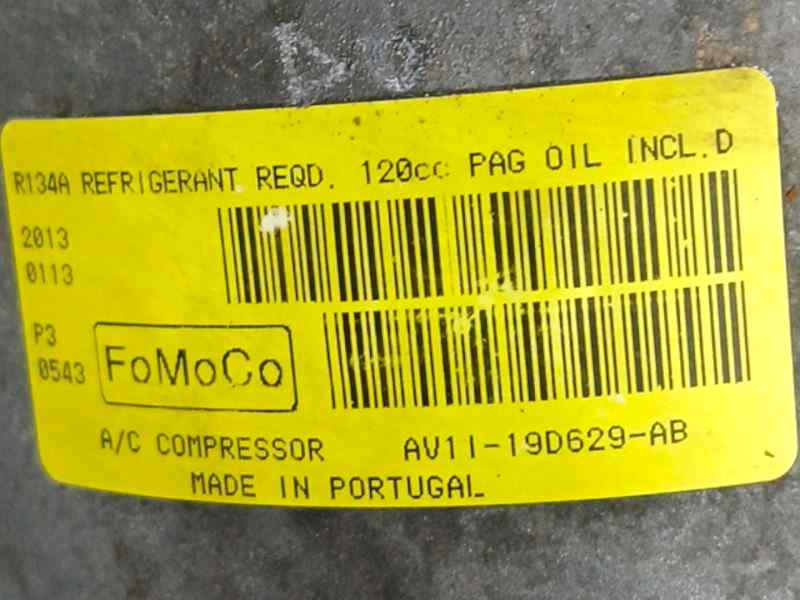 R134A REFRIGERANT REQD. 120cc PAG OIL INCL.D
2013
0113
P3
0543
FoMoCo
A/C COMPRESSOR AV11-19D629-AB
MADE IN PORTUGAL